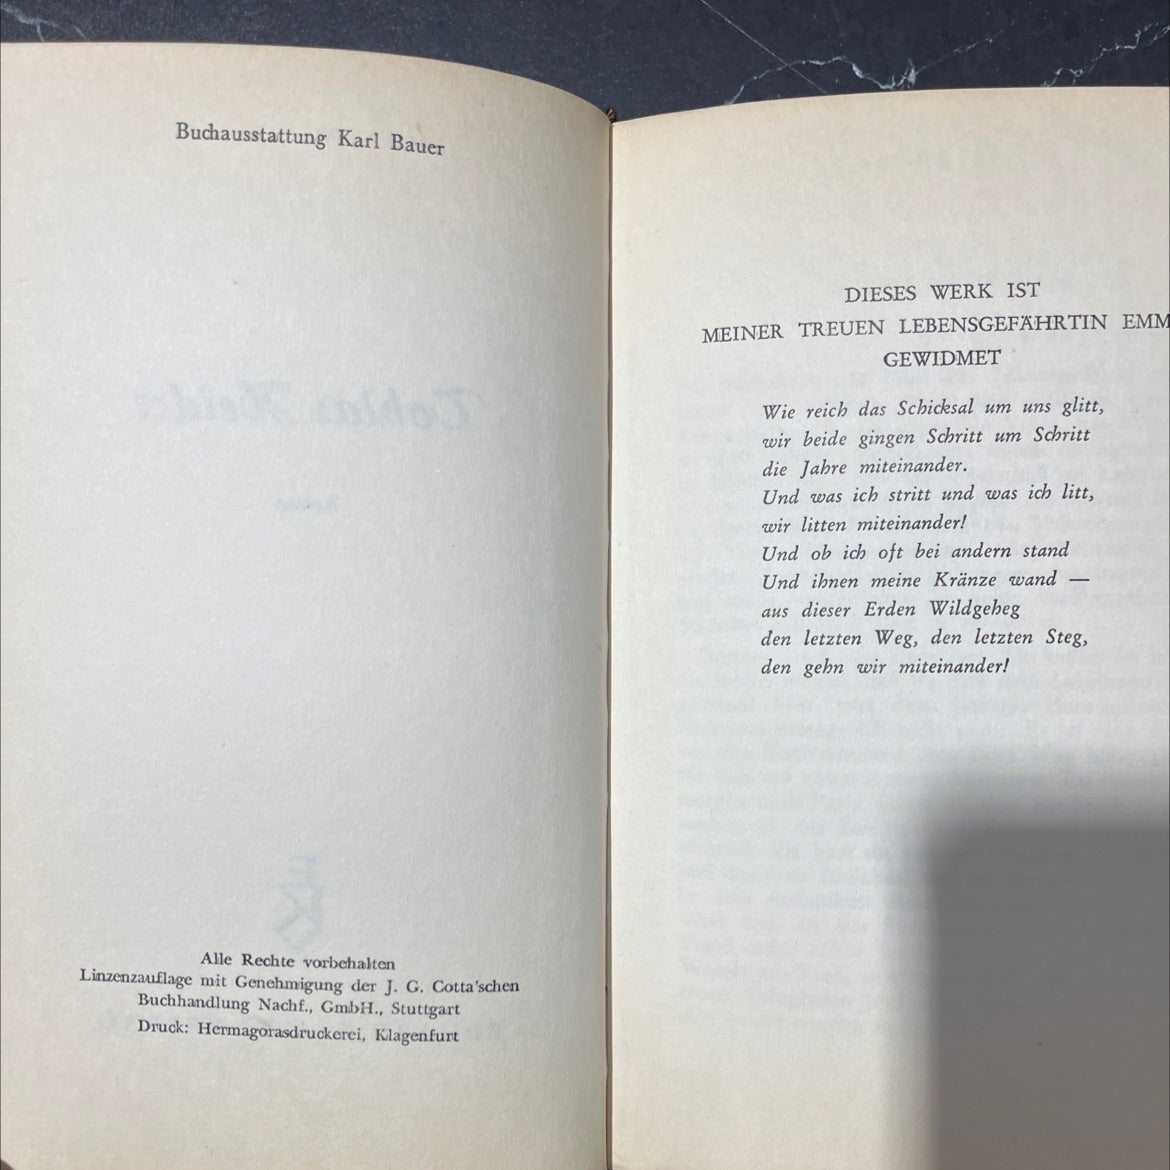 Buchausstattung Karl Bauer
Alle Rechte vorbehalten
Linzenzauflage mit Genehmigung der J. G. Cotta'schen
Buchhandlung Nachf., GmbH., Stuttgart
Druck: Hermagorasdruckerei, Klagenfurt
DIESES WERK IST
MEINER TREUEN LEBENSGEFÄHRTIN EMM
GEWIDMET
Wie reich das Schicksal um uns glitt,
wir beide gingen Schritt um Schritt
die Jahre miteinander.
Und was ich stritt und was ich litt,
wir litten miteinander!
Und ob ich oft bei andern stand
Und ihnen meine Kränze wand —
aus dieser Erden Wildgeheg
den letzten Weg, den letzten Steg,
den gehn wir miteinander!